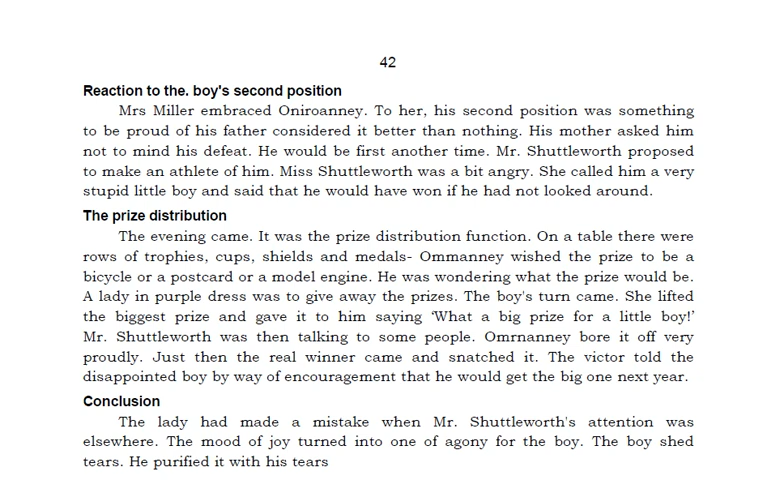 42
Reaction to the. boy's second position
Mrs Miller embraced Oniroanney. To her, his second position was something
to be proud of his father considered it better than nothing. His mother asked him
not to mind his defeat. He would be first another time. Mr. Shuttleworth proposed
to make an athlete of him. Miss Shuttleworth was a bit angry. She called him a very
stupid little boy and said that he would have won if he had not looked around.
The prize distribution
The evening came. It was the prize distribution function. On a table there were
rows of trophies, cups, shields and medals- Ommanney wished the prize to be a
bicycle or a postcard or a model engine. He was wondering what the prize would be.
A lady in purple dress was to give away the prizes. The boy's turn came. She lifted
the biggest prize and gave it to him saying ‘What a big prize for a little boy!’
Mr. Shuttleworth was then talking to some people. Omrnanney bore it off very
proudly. Just then the real winner came and snatched it. The victor told the
disappointed boy by way of encouragement that he would get the big one next year.
Conclusion
The lady had made a mistake when Mr. Shuttleworth's attention was
elsewhere. The mood of joy turned into one of agony for the boy. The boy shed
tears. He purified it with his tears